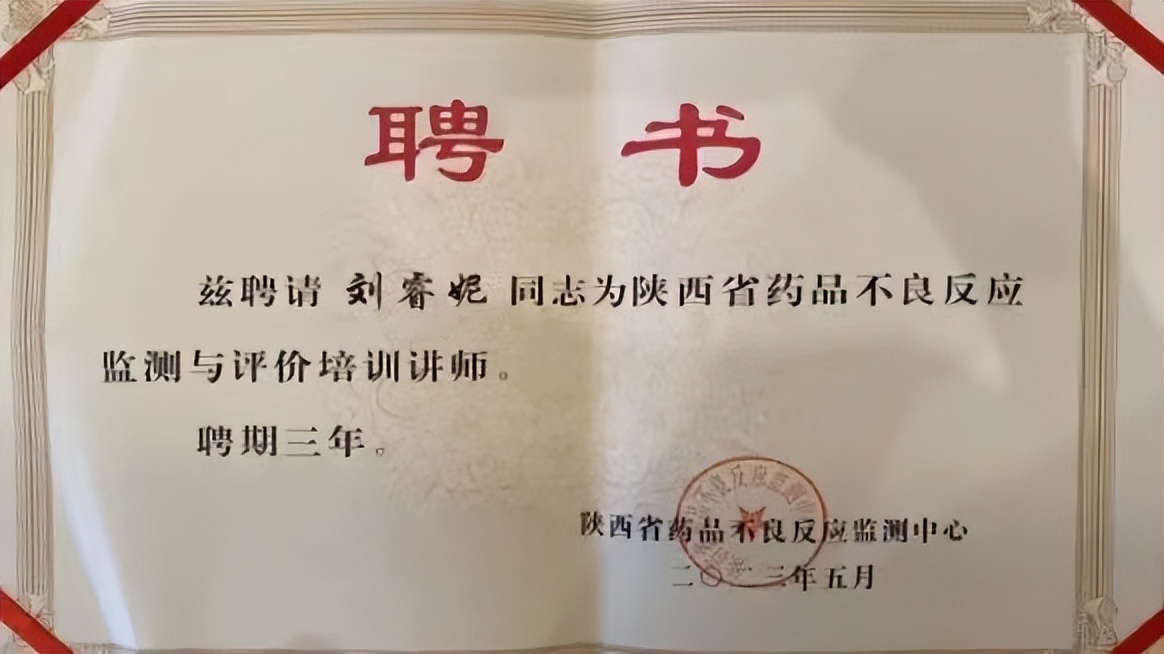 聘书
兹聘请 刘睿妮 同志为陕西省药品不良反应
监测与评价培训讲师。
聘期三年。
陕西省药品不良反应监测中心
二〇二三年五月